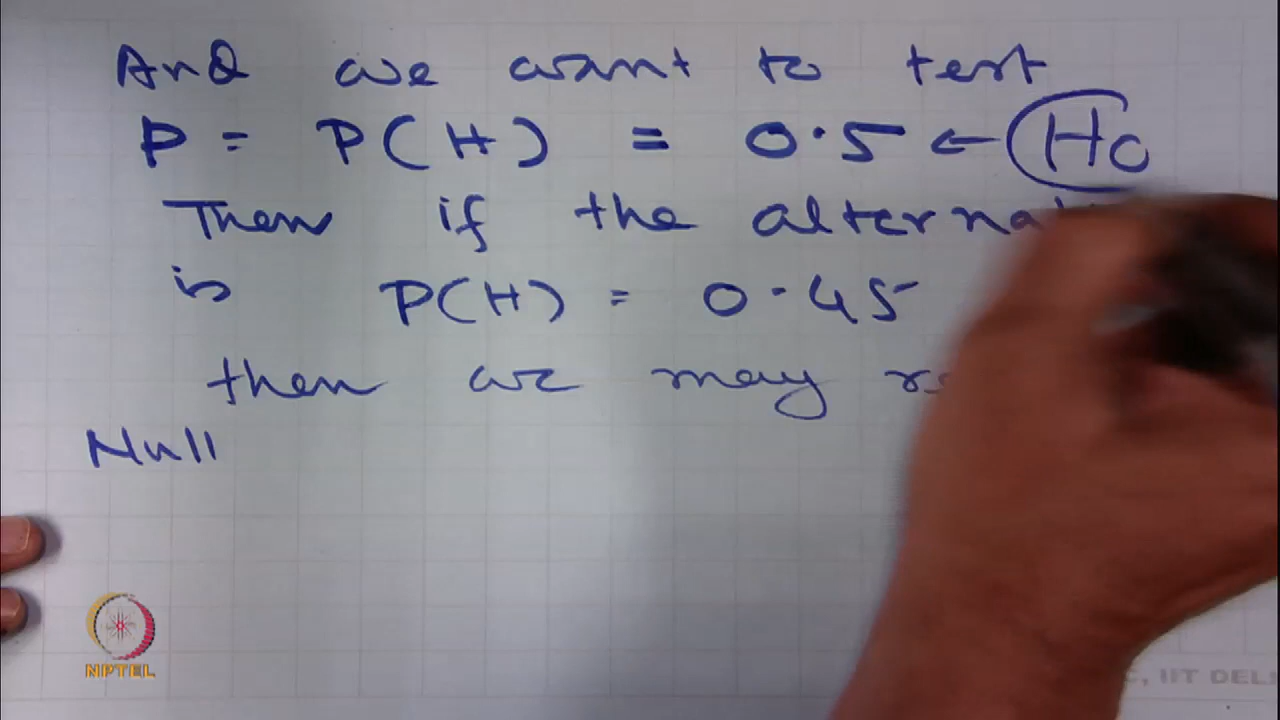 And we want to test
P = P(H) = 0.5 ← H0
Then if the
is P(H) = 0.45
then we may
Null
NPTEL
IIT